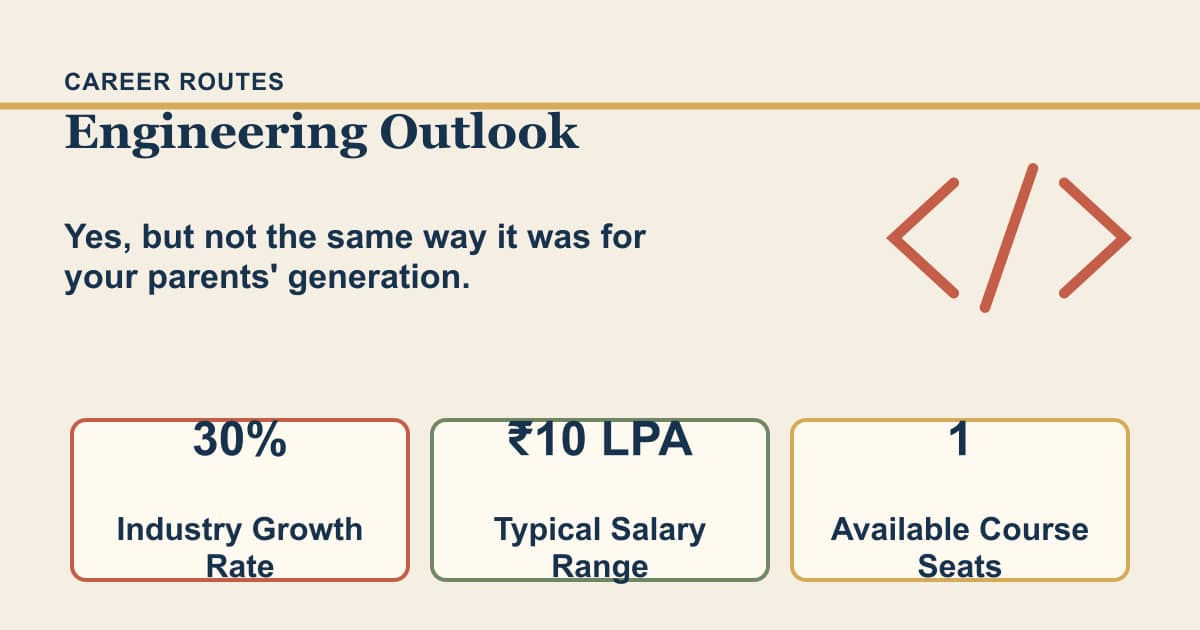 CAREER ROUTES
Engineering Outlook
Yes, but not the same way it was for
your parents' generation.
30%
Industry Growth
Rate
₹10 LPA
Typical Salary
Range
1
Available Course
Seats